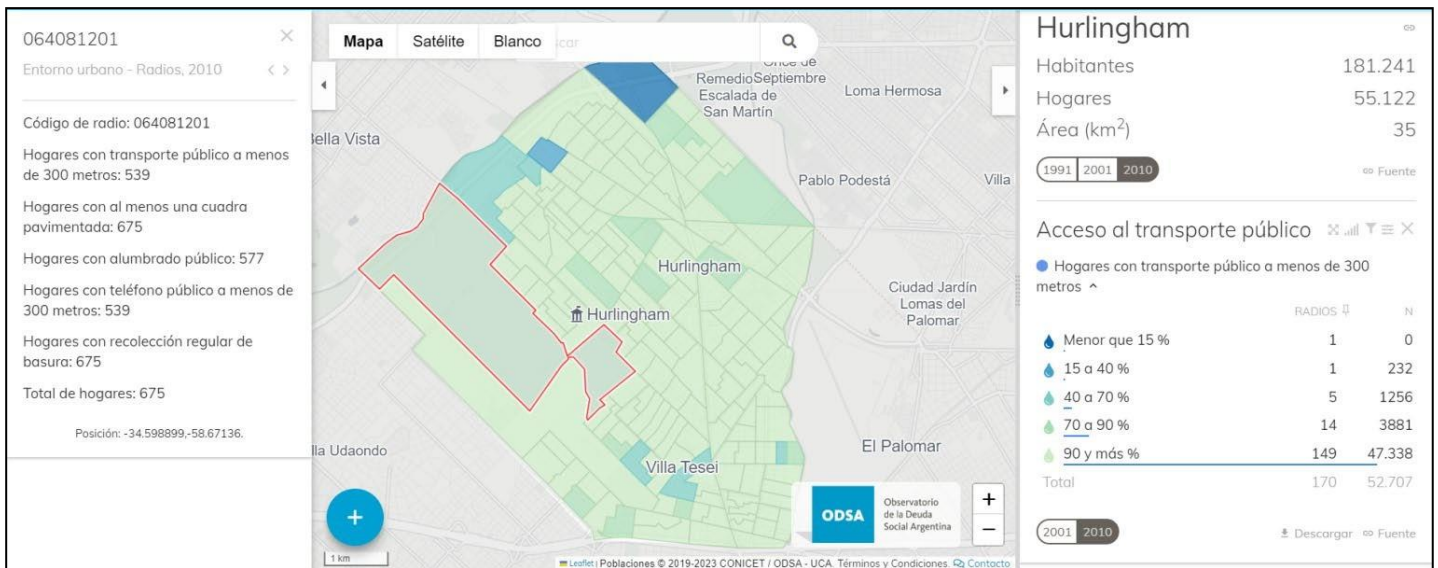 064081201
Entorno urbano - Radios, 2010
Código de radio: 064081201
Hogares con transporte público a menos
de 300 metros: 539
Hogares con al menos una cuadra
pavimentada: 675
Hogares con alumbrado público: 577
Hogares con teléfono público a menos de
300 metros: 539
Hogares con recolección regular de
basura: 675
Total de hogares: 675
Posición: -34.598899,-58.67136.
Mapa Satélite Blanco
Remedios
Escalada de
San Martín
Septiembre
Loma Hermosa
Bella Vista
Pablo Podestá
Villa
Hurlingham
Hurlingham
Ciudad Jardín
Lomas del
Palomar
El Palomar
Villa Tesei
lla Udaondo
+
1 km
ODSA
Observatorio
de la Deuda
Social Argentina
+
−
Leaflet | Poblaciones © 2019-2023 CONICET / ODSA - UCA. Términos y Condiciones. Contacto
Hurlingham
Habitantes 181.241
Hogares 55.122
Área (km²) 35
1991 2001 2010 Fuente
Acceso al transporte público
Hogares con transporte público a menos de 300
metros
RADIOS N
Menor que 15 % 1 0
15 a 40 % 1 232
40 a 70 % 5 1256
70 a 90 % 14 3881
90 y más % 149 47.338
Total 170 52.707
2001 2010 Descargar Fuente